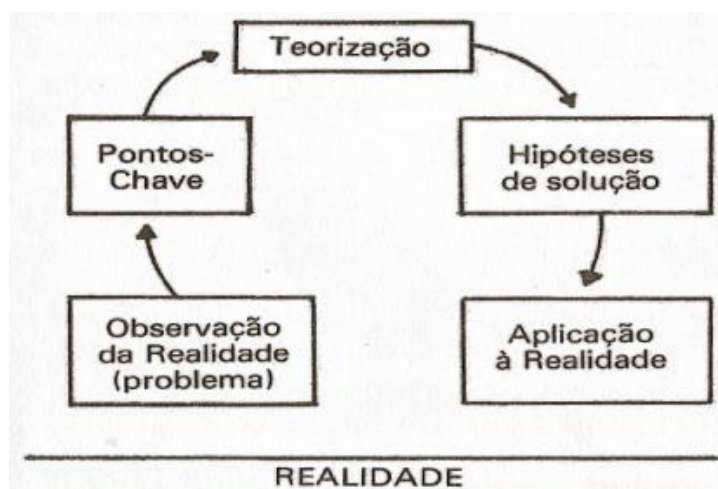 Teorização
Pontos-
Chave
Hipóteses
de solução
Observação
da Realidade
(problema)
Aplicação
à Realidade
REALIDADE